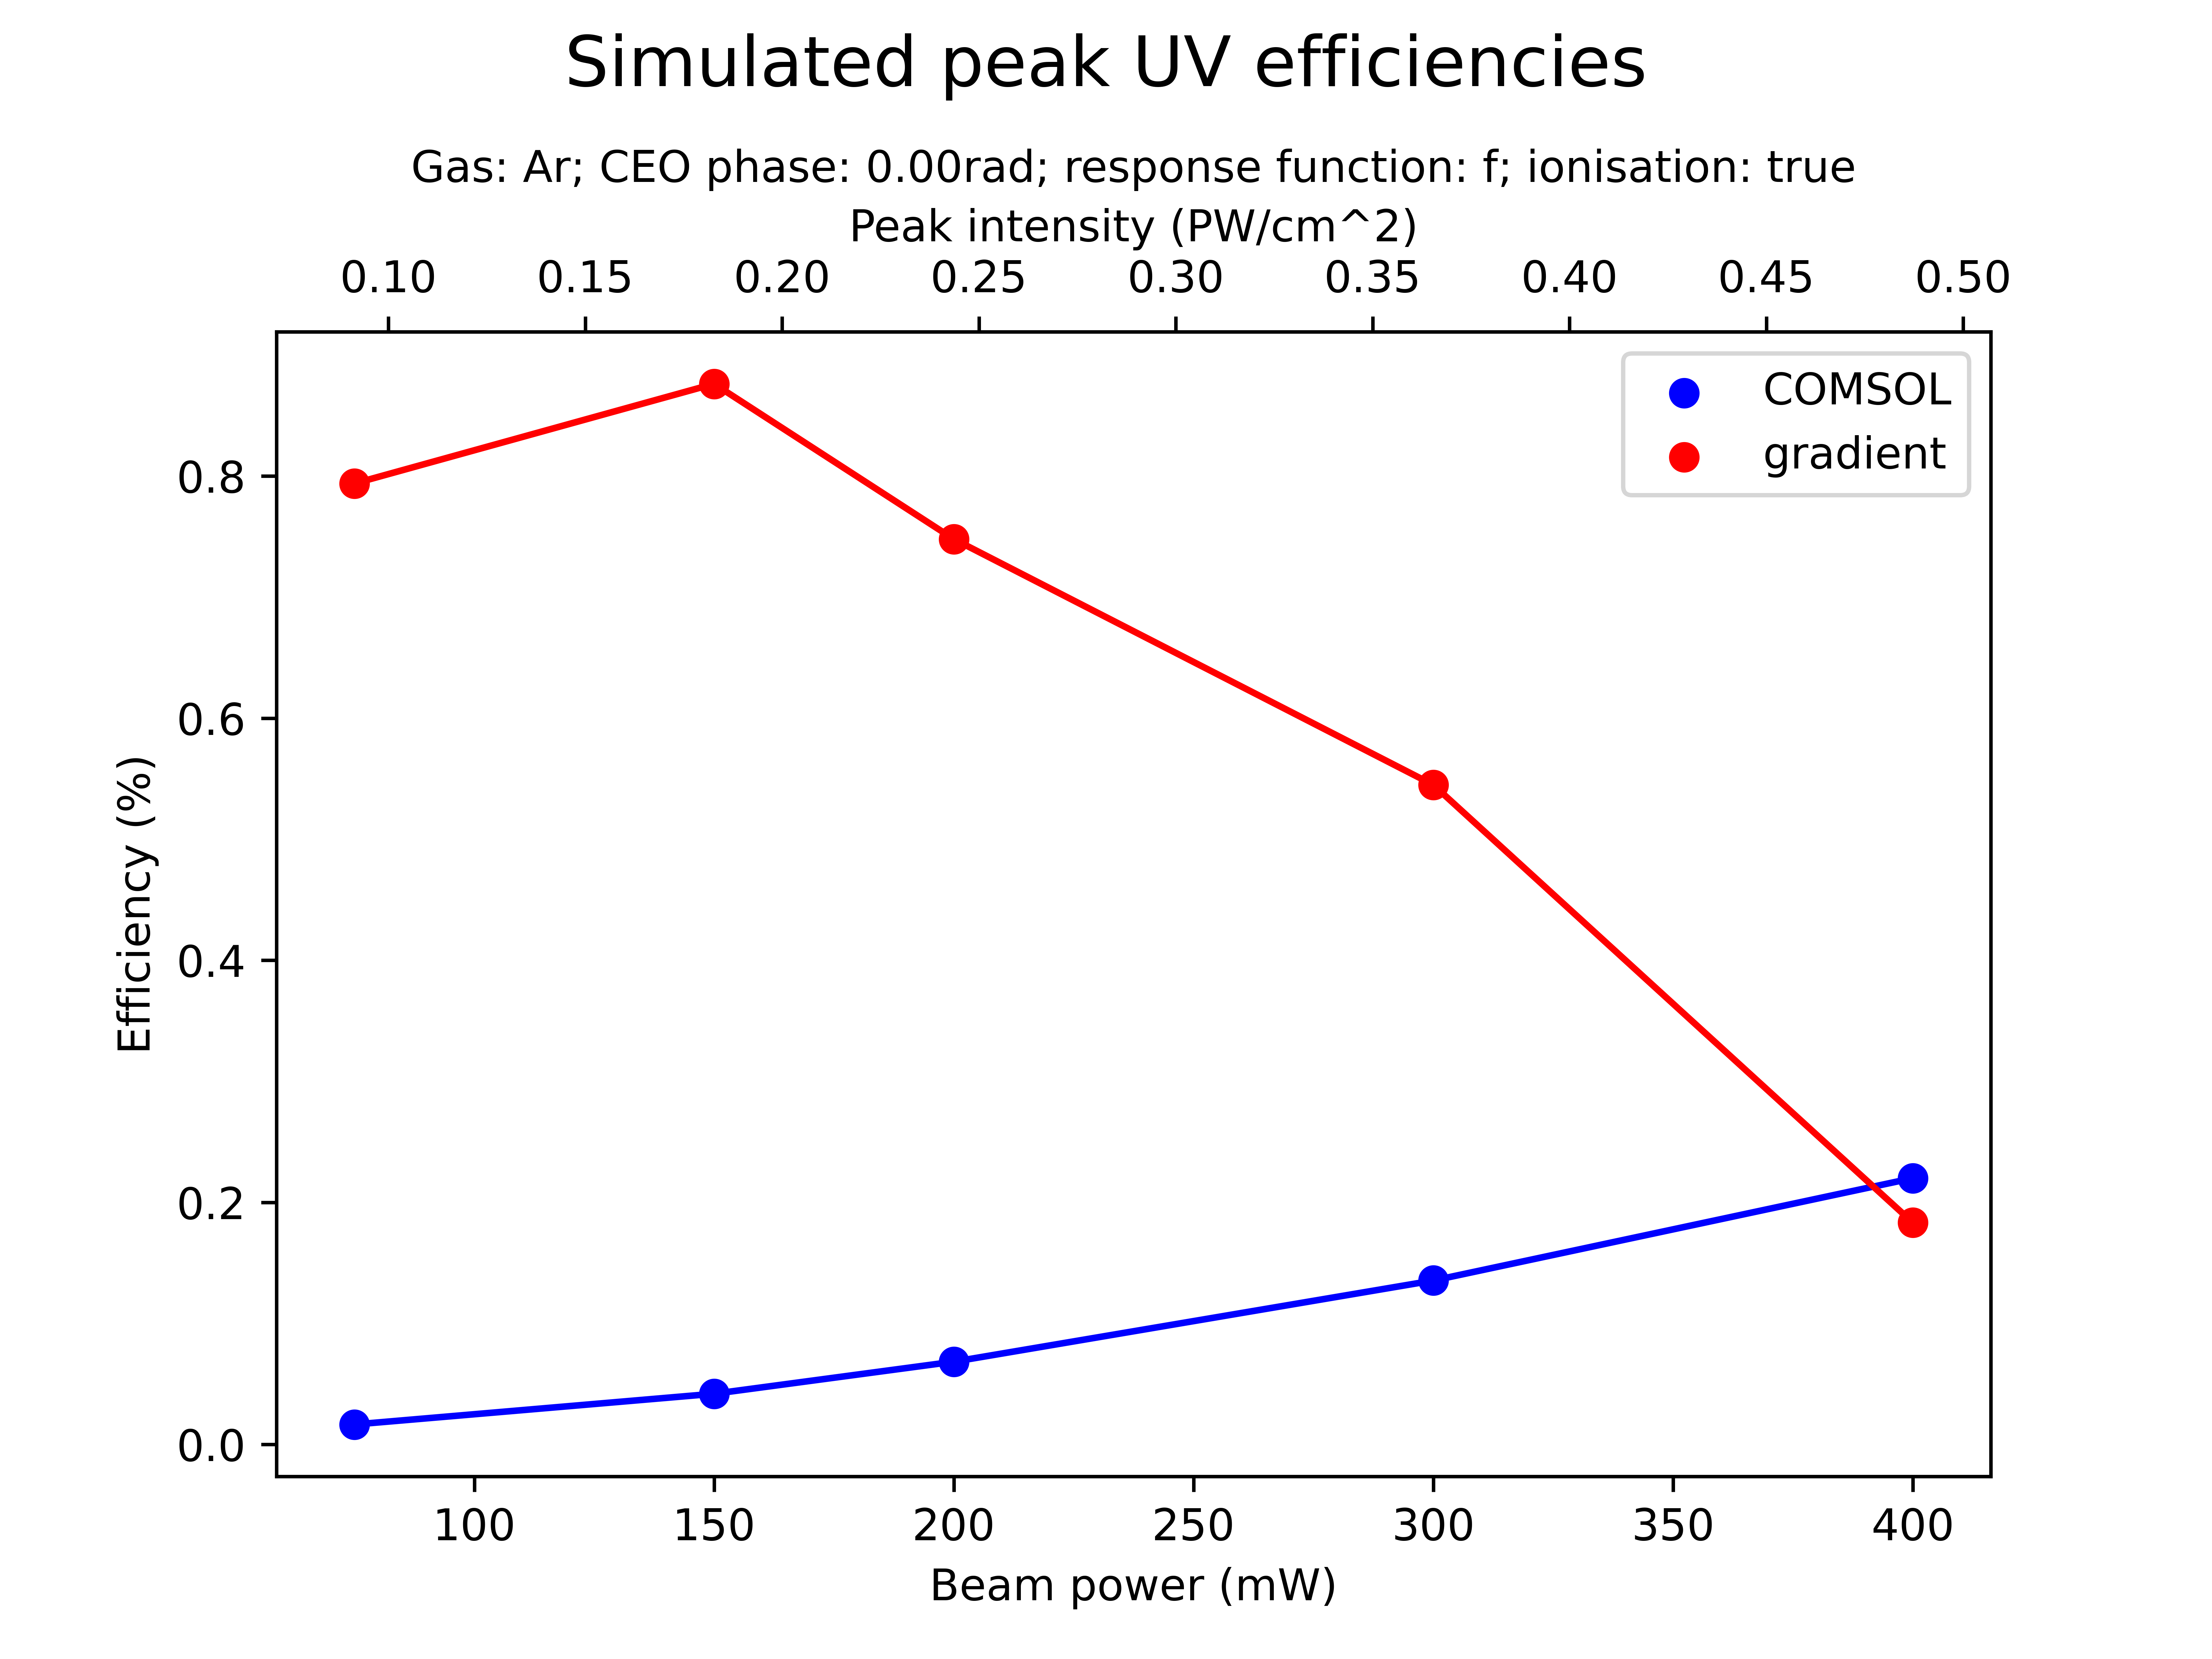 Simulated peak UV efficiencies
Gas: Ar; CEO phase: 0.00rad; response function: f; ionisation: true
Peak intensity (PW/cm^2)
0.10 0.15 0.20 0.25 0.30 0.35 0.40 0.45 0.50
COMSOL
gradient
0.8
0.6
0.4
0.2
0.0
Efficiency (%)
100 150 200 250 300 350 400
Beam power (mW)